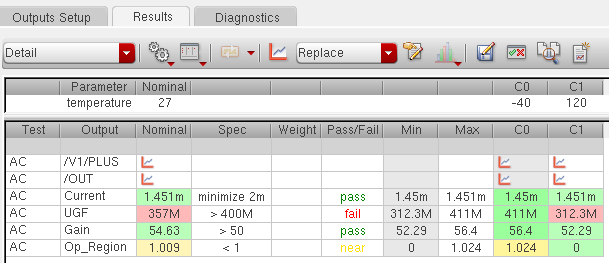 Outputs Setup Results Diagnostics
Detail Replace
Parameter Nominal C0 C1
temperature 27 -40 120
Test Output Nominal Spec Weight Pass/Fail Min Max C0 C1
AC /V1/PLUS
AC /OUT
AC Current 1.451m minimize 2m pass 1.45m 1.451m 1.45m 1.451m
AC UGF 357M > 400M fail 312.3M 411M 411M 312.3M
AC Gain 54.63 > 50 pass 52.29 56.4 56.4 52.29
AC Op_Region 1.009 < 1 near 0 1.024 1.024 0